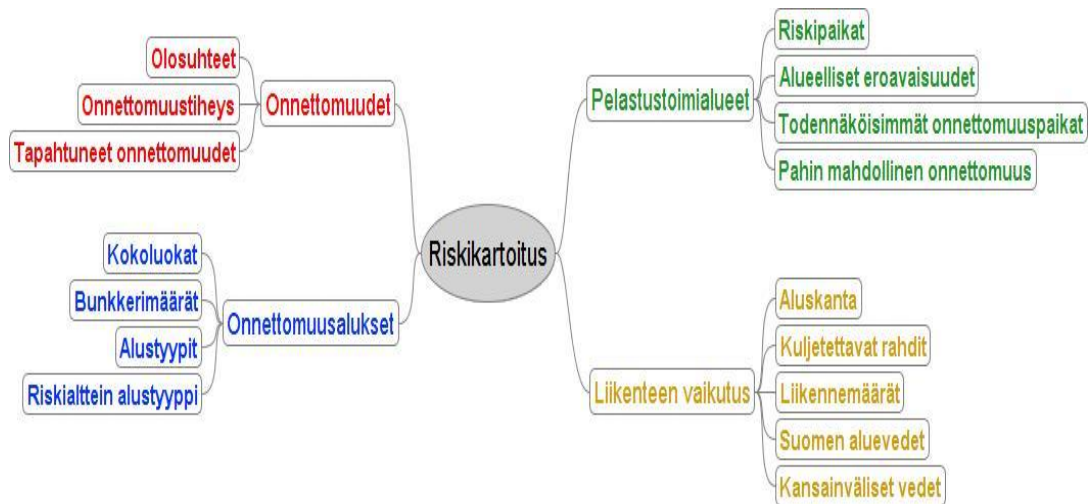 Riskikartoitus
Onnettomuudet
Olosuhteet
Onnettomuustiheys
Tapahtuneet onnettomuudet
Onnettomuusalukset
Kokoluokat
Bunkkerimäärät
Alustyypit
Riskialttein alustyyppi
Pelastustoimialueet
Riskipaikat
Alueelliset eroavaisuudet
Todennäköisimmät onnettomuuspaikat
Pahin mahdollinen onnettomuus
Liikenteen vaikutus
Aluskanta
Kuljetettavat rahdit
Liikennemäärät
Suomen aluevedet
Kansainväliset vedet